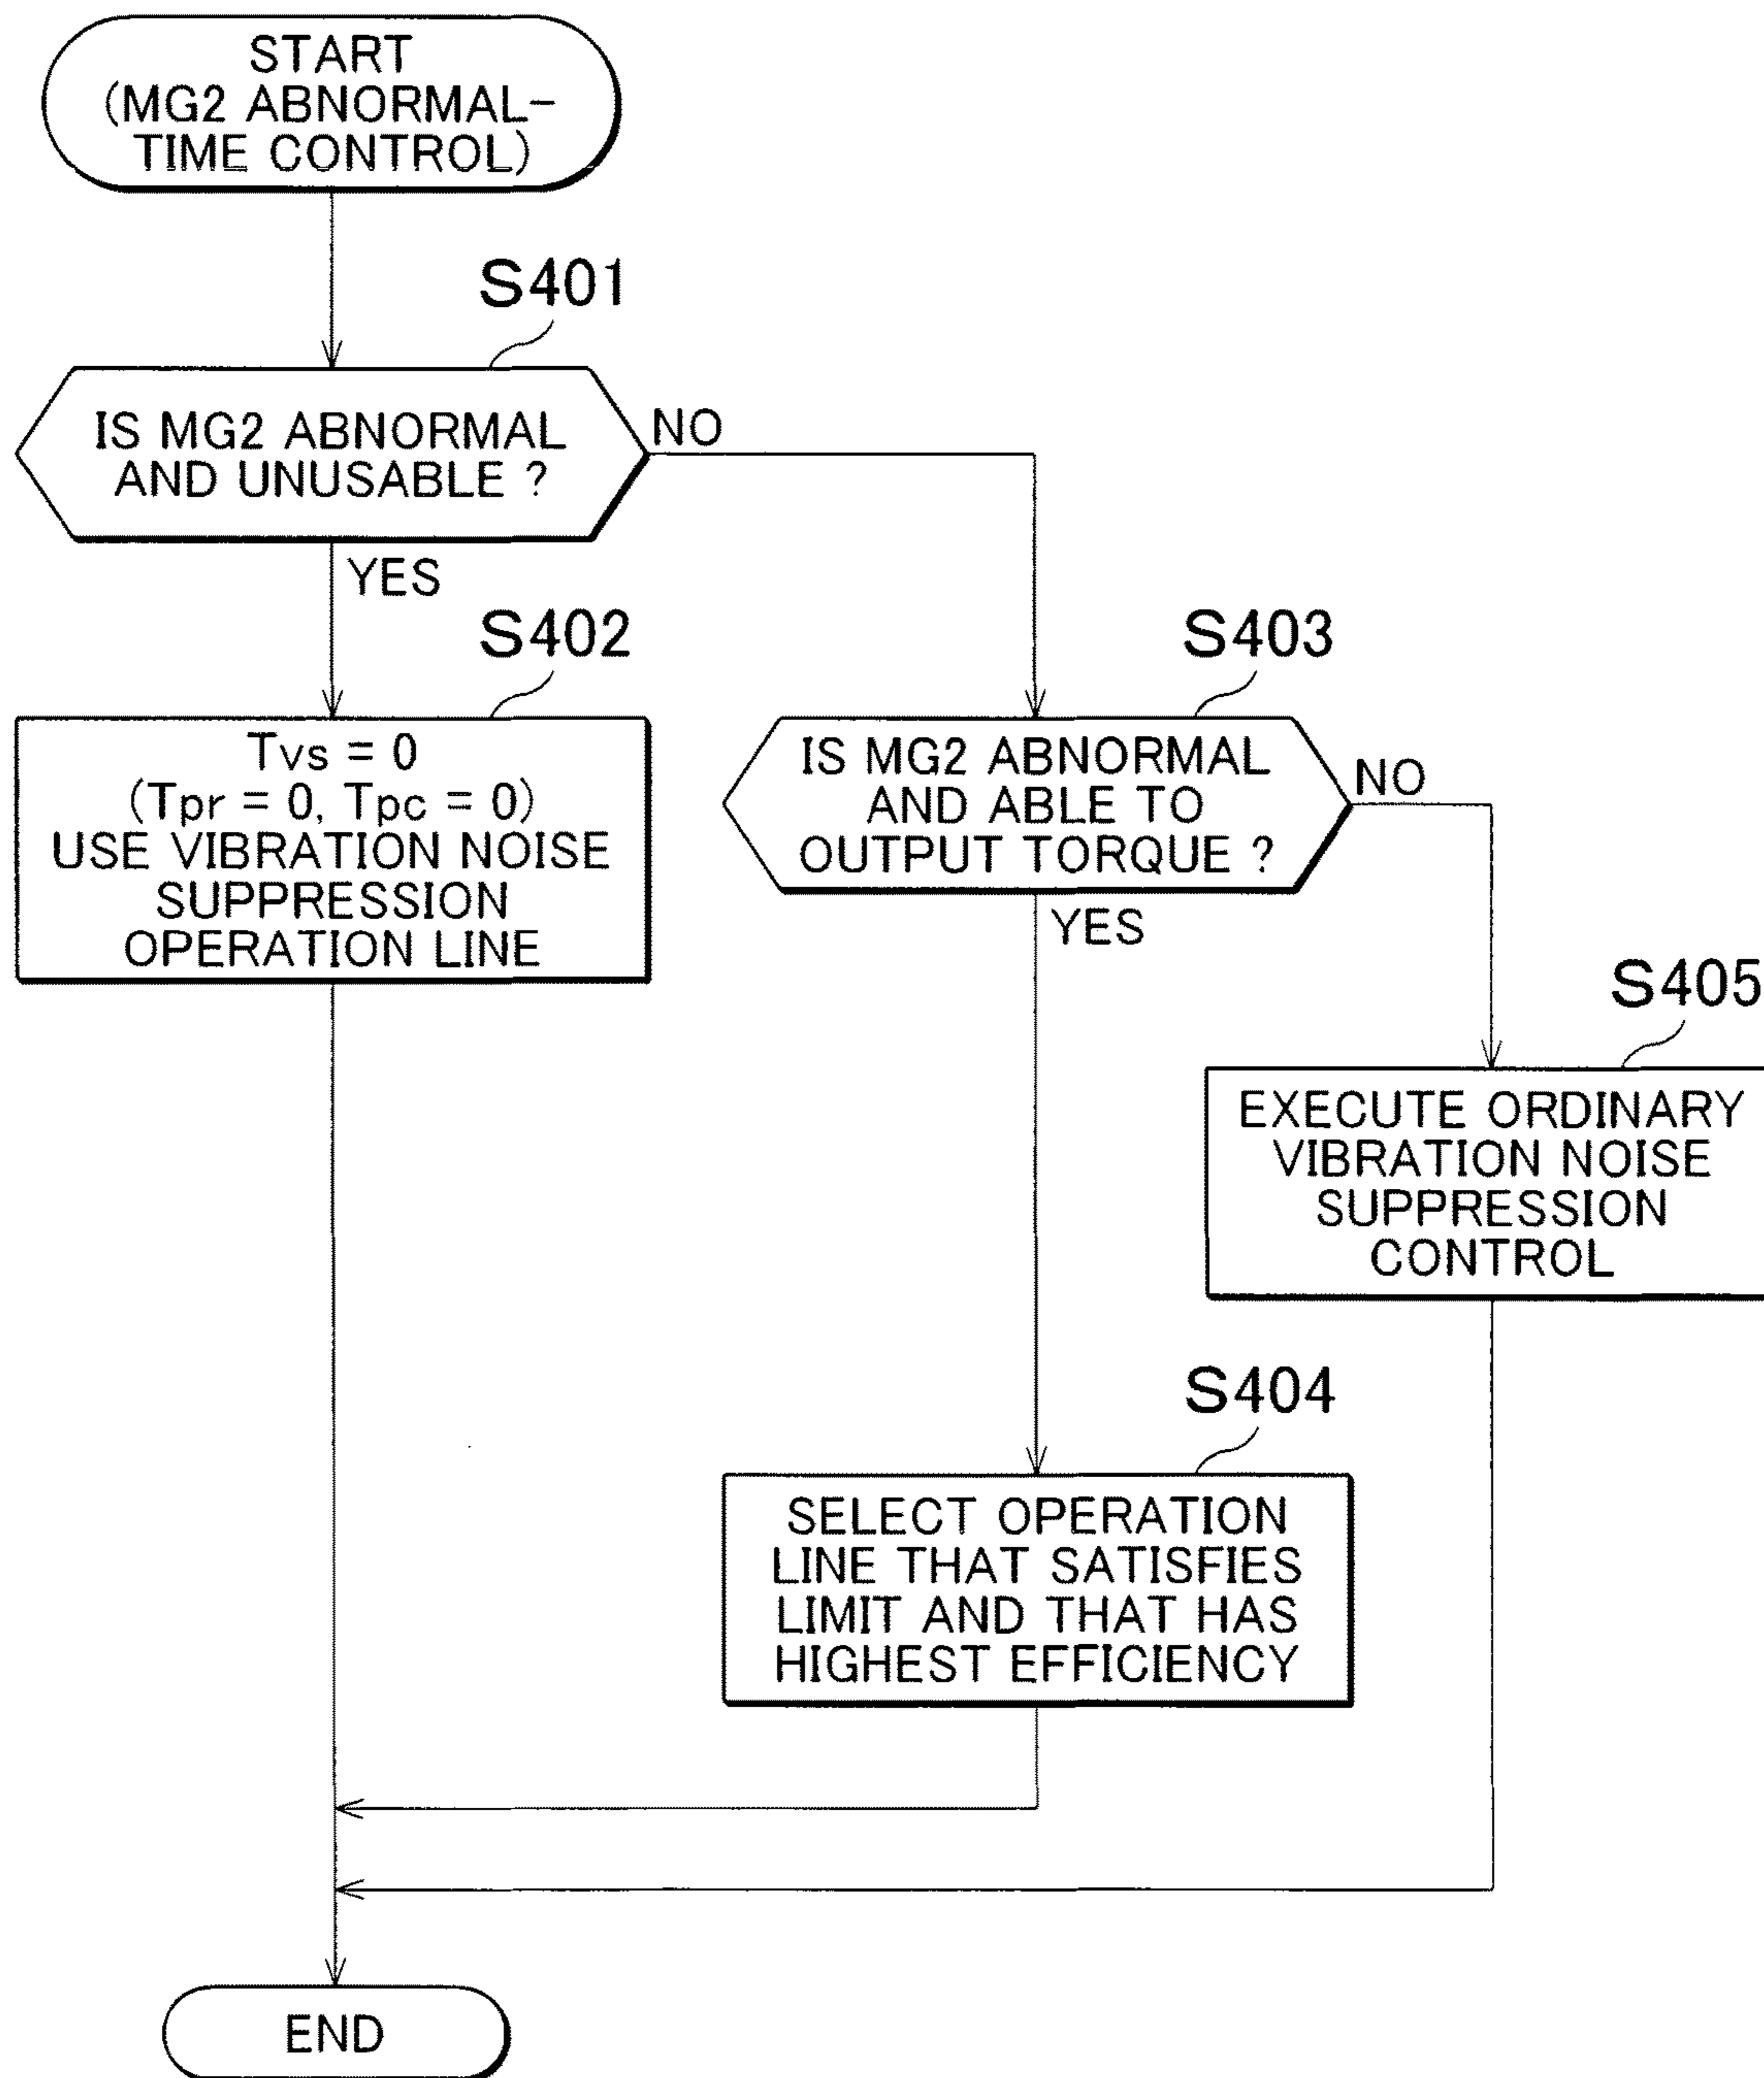 START
(MG2 ABNORMAL-
TIME CONTROL)
S401
IS MG2 ABNORMAL
AND UNUSABLE ?
NO
YES
S402
Tvs = 0
(Tpr = 0, Tpc = 0)
USE VIBRATION NOISE
SUPPRESSION
OPERATION LINE
S403
IS MG2 ABNORMAL
AND ABLE TO
OUTPUT TORQUE ?
NO
YES
S405
EXECUTE ORDINARY
VIBRATION NOISE
SUPPRESSION
CONTROL
S404
SELECT OPERATION
LINE THAT SATISFIES
LIMIT AND THAT HAS
HIGHEST EFFICIENCY
END